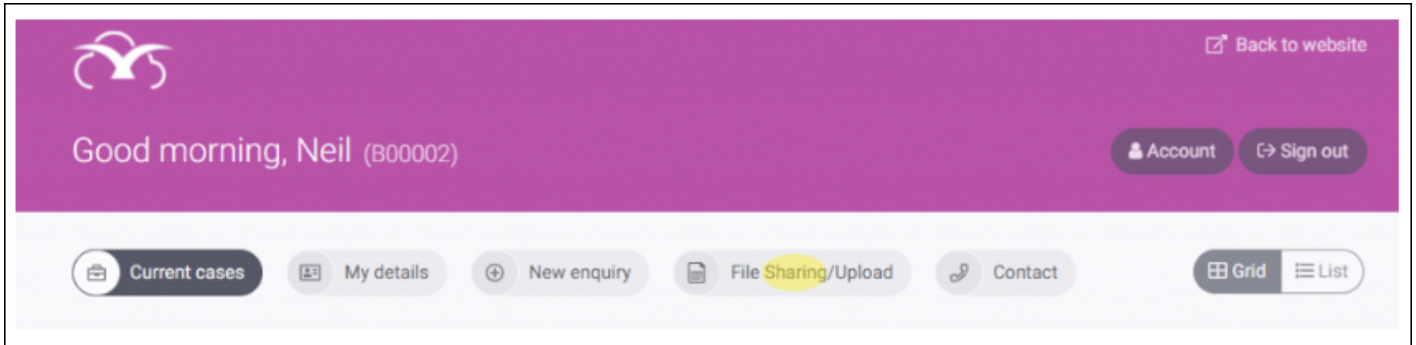 Back to website
Good morning, Neil (B00002)
Account
Sign out
Current cases
My details
New enquiry
File Sharing/Upload
Contact
Grid
List